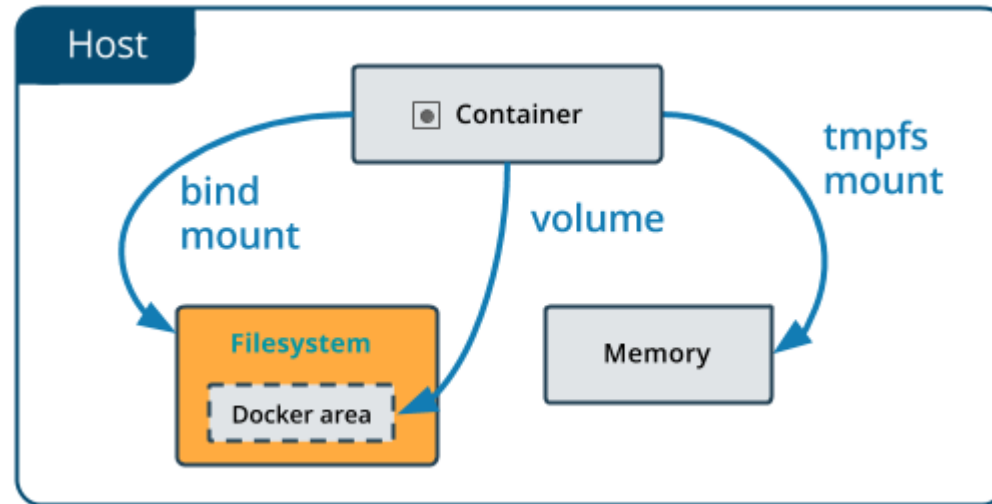 Host
Container
tmpfs
mount
bind
mount
volume
Filesystem
Memory
Docker area